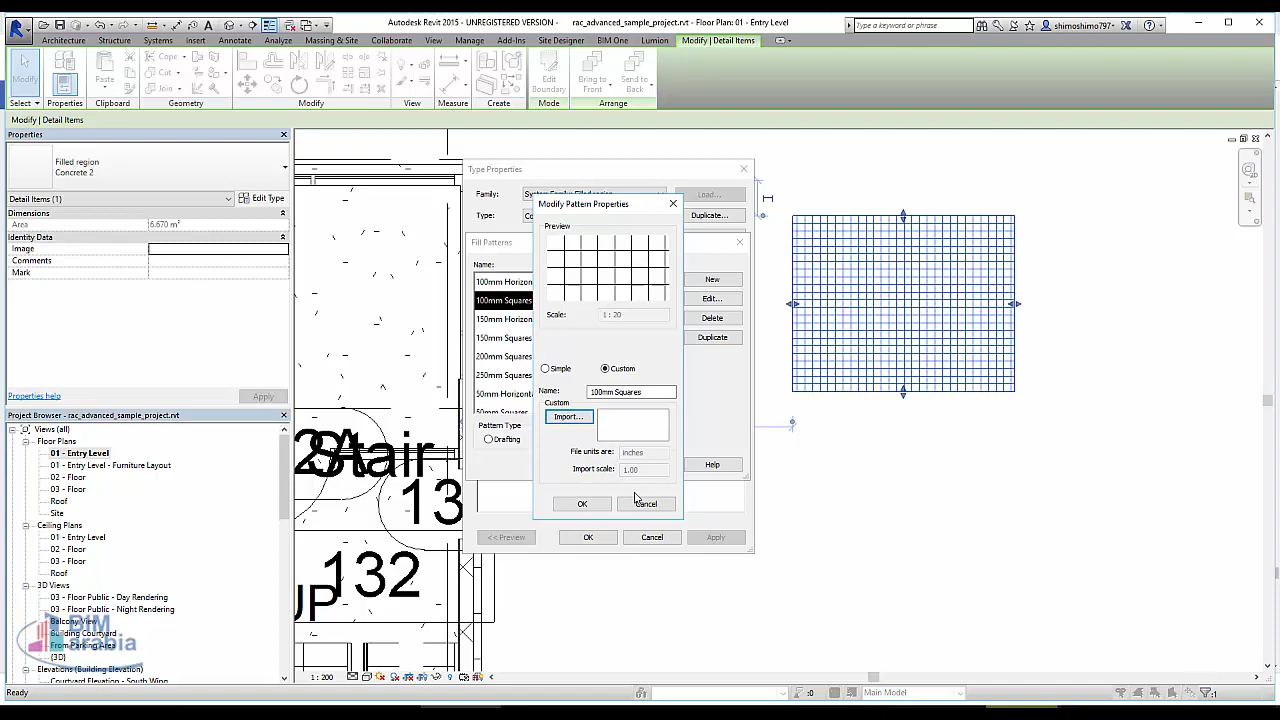 Autodesk Revit 2015 - UNREGISTERED VERSION - rac_advanced_sample_project.rvt - Floor Plan: 01 - Entry Level
Type a keyword or phrase
shimoshimo797
Architecture Structure Systems Insert Annotate Analyze Massing & Site Collaborate View Manage Add-Ins Site Designer BIM One Lumion Modify | Detail Items
Modify
Paste
Cope
Cut
Join
Edit Boundary
Bring to Front
Send to Back
Select Properties Clipboard Geometry Modify View Measure Create Mode Arrange
Modify | Detail Items
Properties
Filled region
Concrete 2
Detail Items (1)
Edit Type
Dimensions
Area 6.670 m²
Identity Data
Image
Comments
Mark
Properties help
Apply
Project Browser - rac_advanced_sample_project.rvt
Views (all)
Floor Plans
01 - Entry Level
01 - Entry Level - Furniture Layout
02 - Floor
03 - Floor
Roof
Site
Ceiling Plans
01 - Entry Level
02 - Floor
03 - Floor
Roof
3D Views
03 - Floor Public - Day Rendering
03 - Floor Public - Night Rendering
Balcony View
Building Courtyard
From Parking Area
{3D}
Elevations (Building Elevation)
Courtyard Elevation - South Wing
BIM
arabia
Stair
132
UP
Type Properties
Family:
System Family: Filled region
Load...
Type:
Duplicate...
Fill Patterns
Name:
100mm Horizon
100mm Squares
150mm Horizon
150mm Squares
200mm Squares
250mm Squares
50mm Horizont
50mm Squares
New
Edit...
Delete
Duplicate
Pattern Type
Drafting
Help
<< Preview
OK
Cancel
Apply
Modify Pattern Properties
Preview
Scale: 1 : 20
Simple
Custom
Name: 100mm Squares
Custom
Import...
File units are: inches
Import scale: 1.00
OK
Cancel
1 : 200
Ready
:0
Main Model
:1